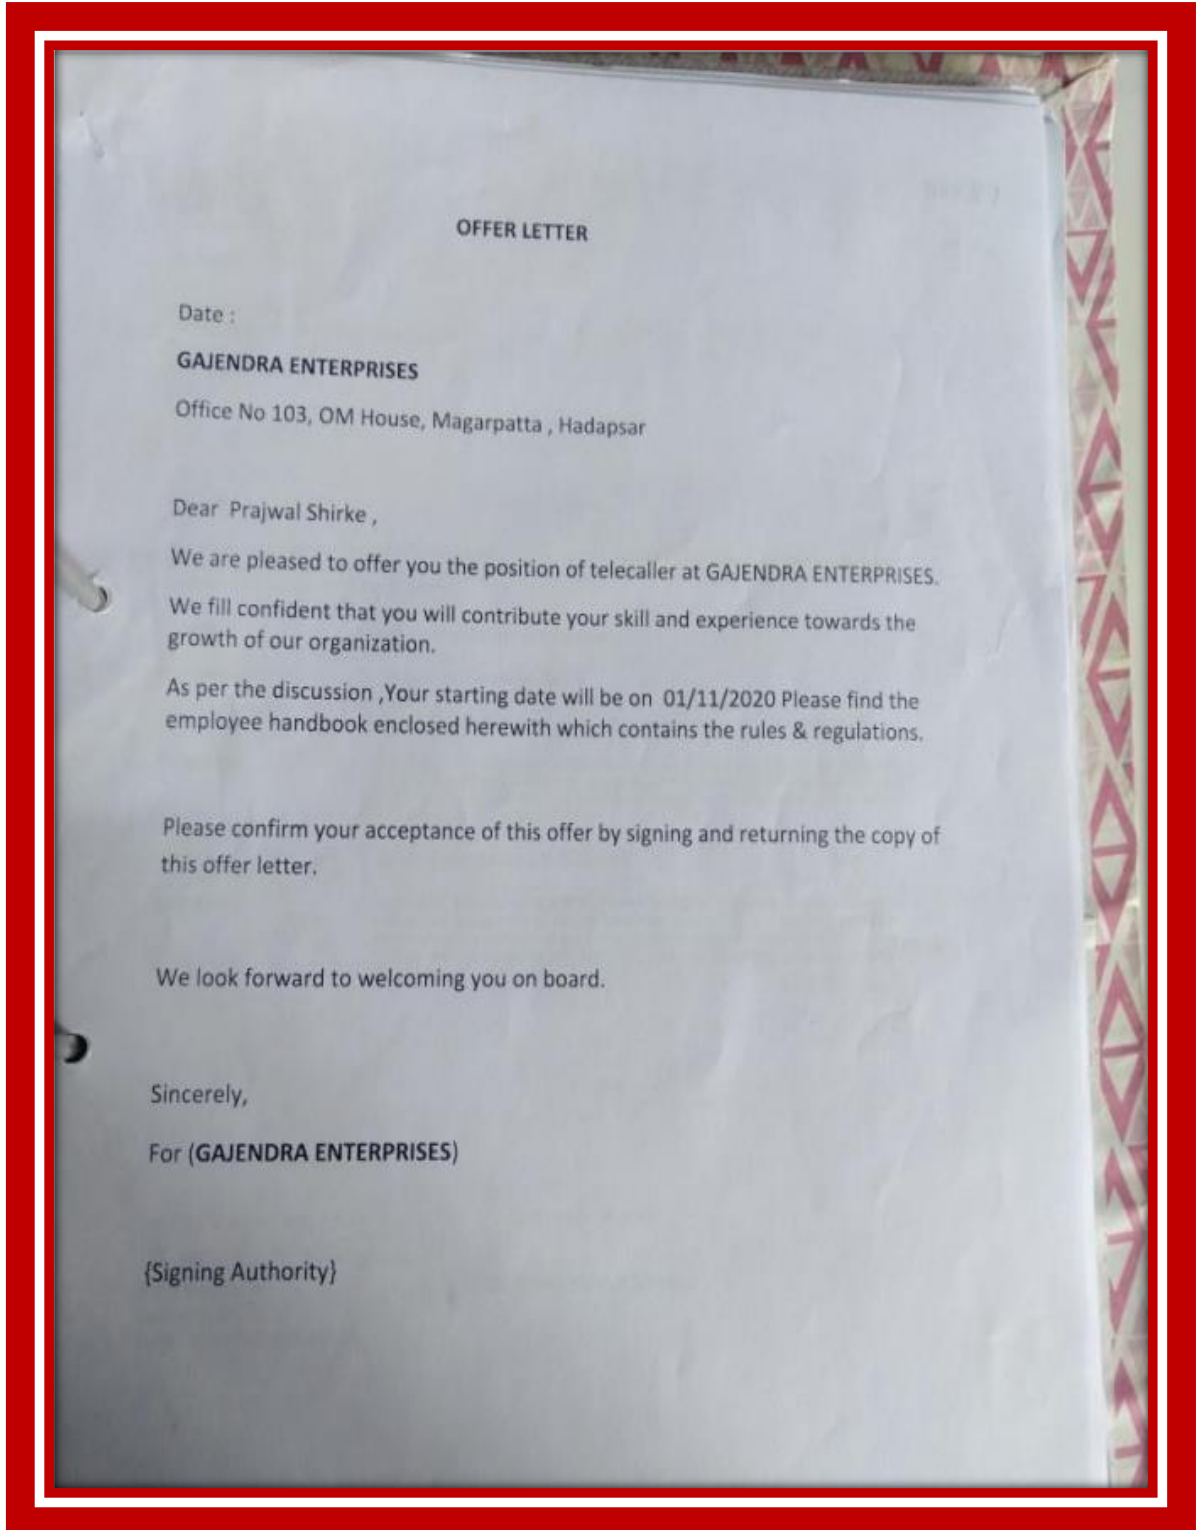 OFFER LETTER
Date :
GAJENDRA ENTERPRISES
Office No 103, OM House, Magarpatta , Hadapsar
Dear Prajwal Shirke ,
We are pleased to offer you the position of telecaller at GAJENDRA ENTERPRISES.
We fill confident that you will contribute your skill and experience towards the
growth of our organization.
As per the discussion ,Your starting date will be on 01/11/2020 Please find the
employee handbook enclosed herewith which contains the rules & regulations.
Please confirm your acceptance of this offer by signing and returning the copy of
this offer letter.
We look forward to welcoming you on board.
Sincerely,
For (GAJENDRA ENTERPRISES)
{Signing Authority}